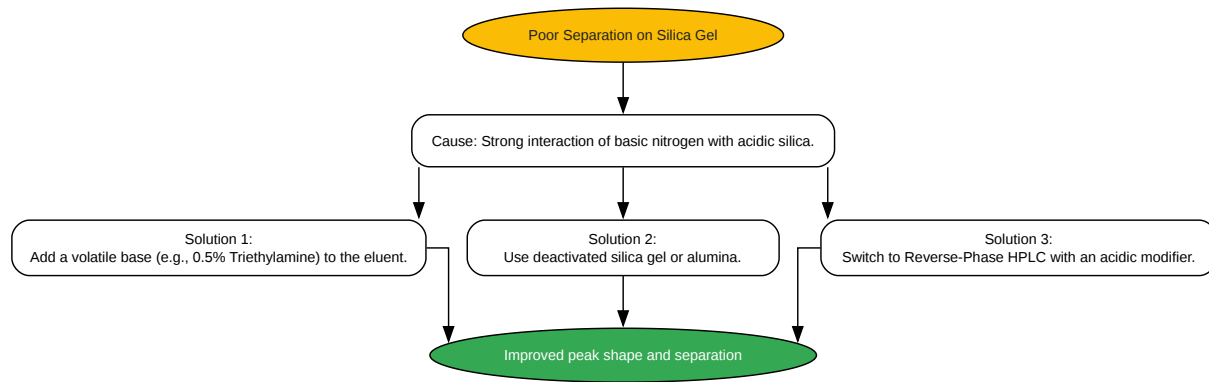 Poor Separation on Silica Gel
Cause: Strong interaction of basic nitrogen with acidic silica.
Solution 1:
Add a volatile base (e.g., 0.5% Triethylamine) to the eluent.
Solution 2:
Use deactivated silica gel or alumina.
Solution 3:
Switch to Reverse-Phase HPLC with an acidic modifier.
Improved peak shape and separation